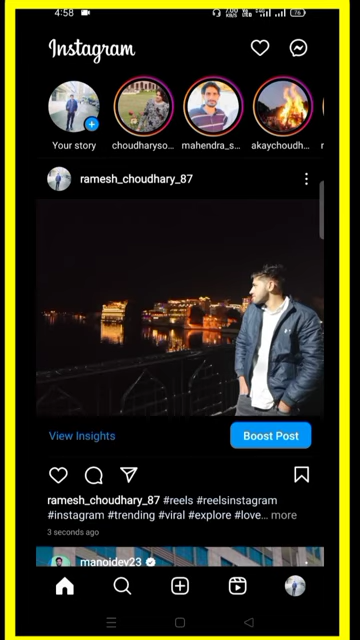 4:58
Instagram
Your story
choudharyso...
mahendra_s...
akaychoudh...
ramesh_choudhary_87
View Insights
Boost Post
ramesh_choudhary_87 #reels #reelsinstagram
#instagram #trending #viral #explore #love... more
3 seconds ago
manojdey23